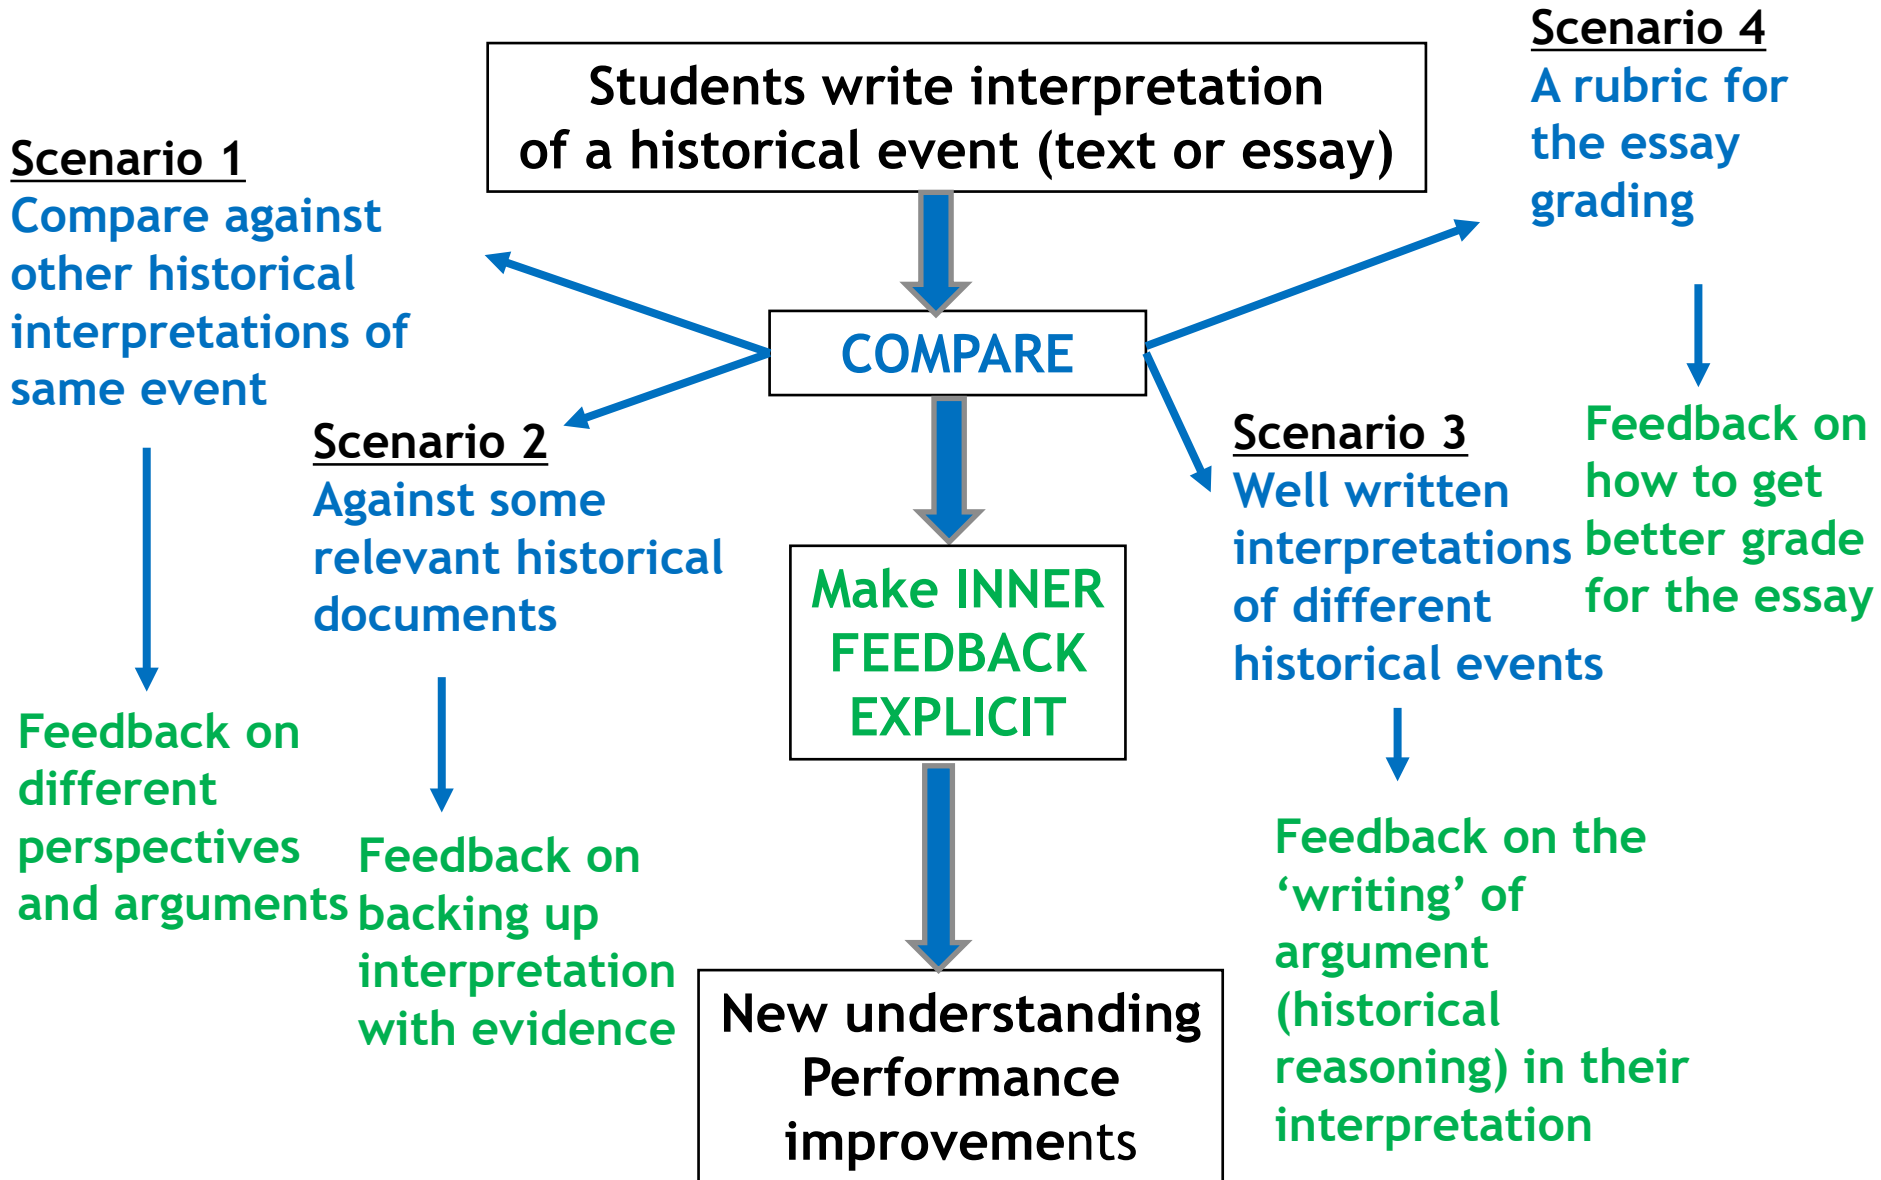 Students write interpretation
of a historical event (text or essay)
COMPARE
Make INNER
FEEDBACK
EXPLICIT
New understanding
Performance
improvements
Scenario 1
Compare against
other historical
interpretations of
same event
Feedback on
different
perspectives
and arguments
Scenario 2
Against some
relevant historical
documents
Feedback on
backing up
interpretation
with evidence
Scenario 3
Well written
interpretations
of different
historical events
Feedback on the
‘writing’ of
argument
(historical
reasoning) in their
interpretation
Scenario 4
A rubric for
the essay
grading
Feedback on
how to get
better grade
for the essay